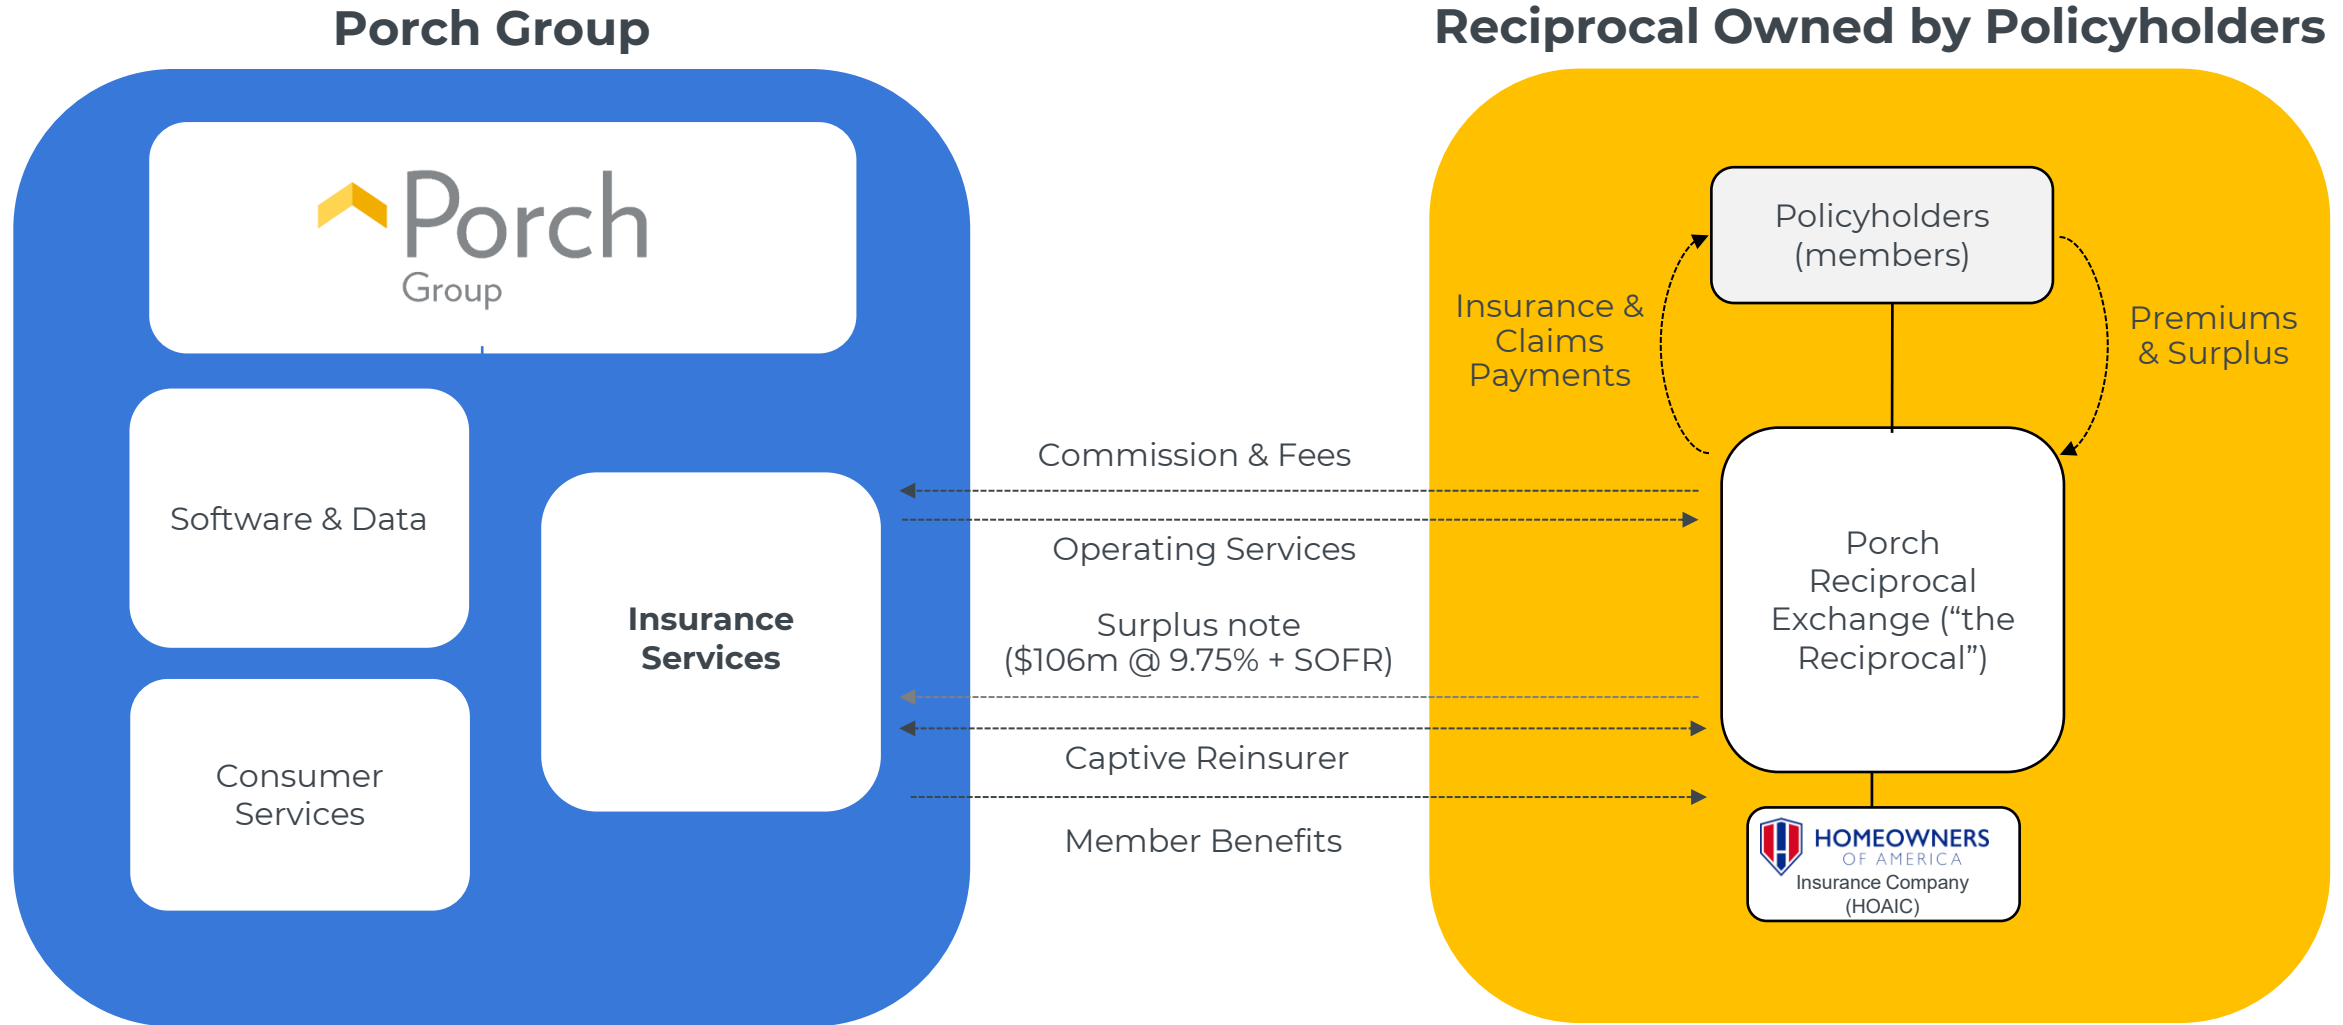 Porch Group
Reciprocal Owned by Policyholders
Porch
Group
Software & Data
Consumer
Services
Insurance
Services
Commission & Fees
Operating Services
Surplus note
($106m @ 9.75% + SOFR)
Captive Reinsurer
Member Benefits
Policyholders
(members)
Insurance &
Claims
Payments
Premiums
& Surplus
Porch
Reciprocal
Exchange (“the
Reciprocal”)
HOMEOWNERS
OF AMERICA
Insurance Company
(HOAIC)